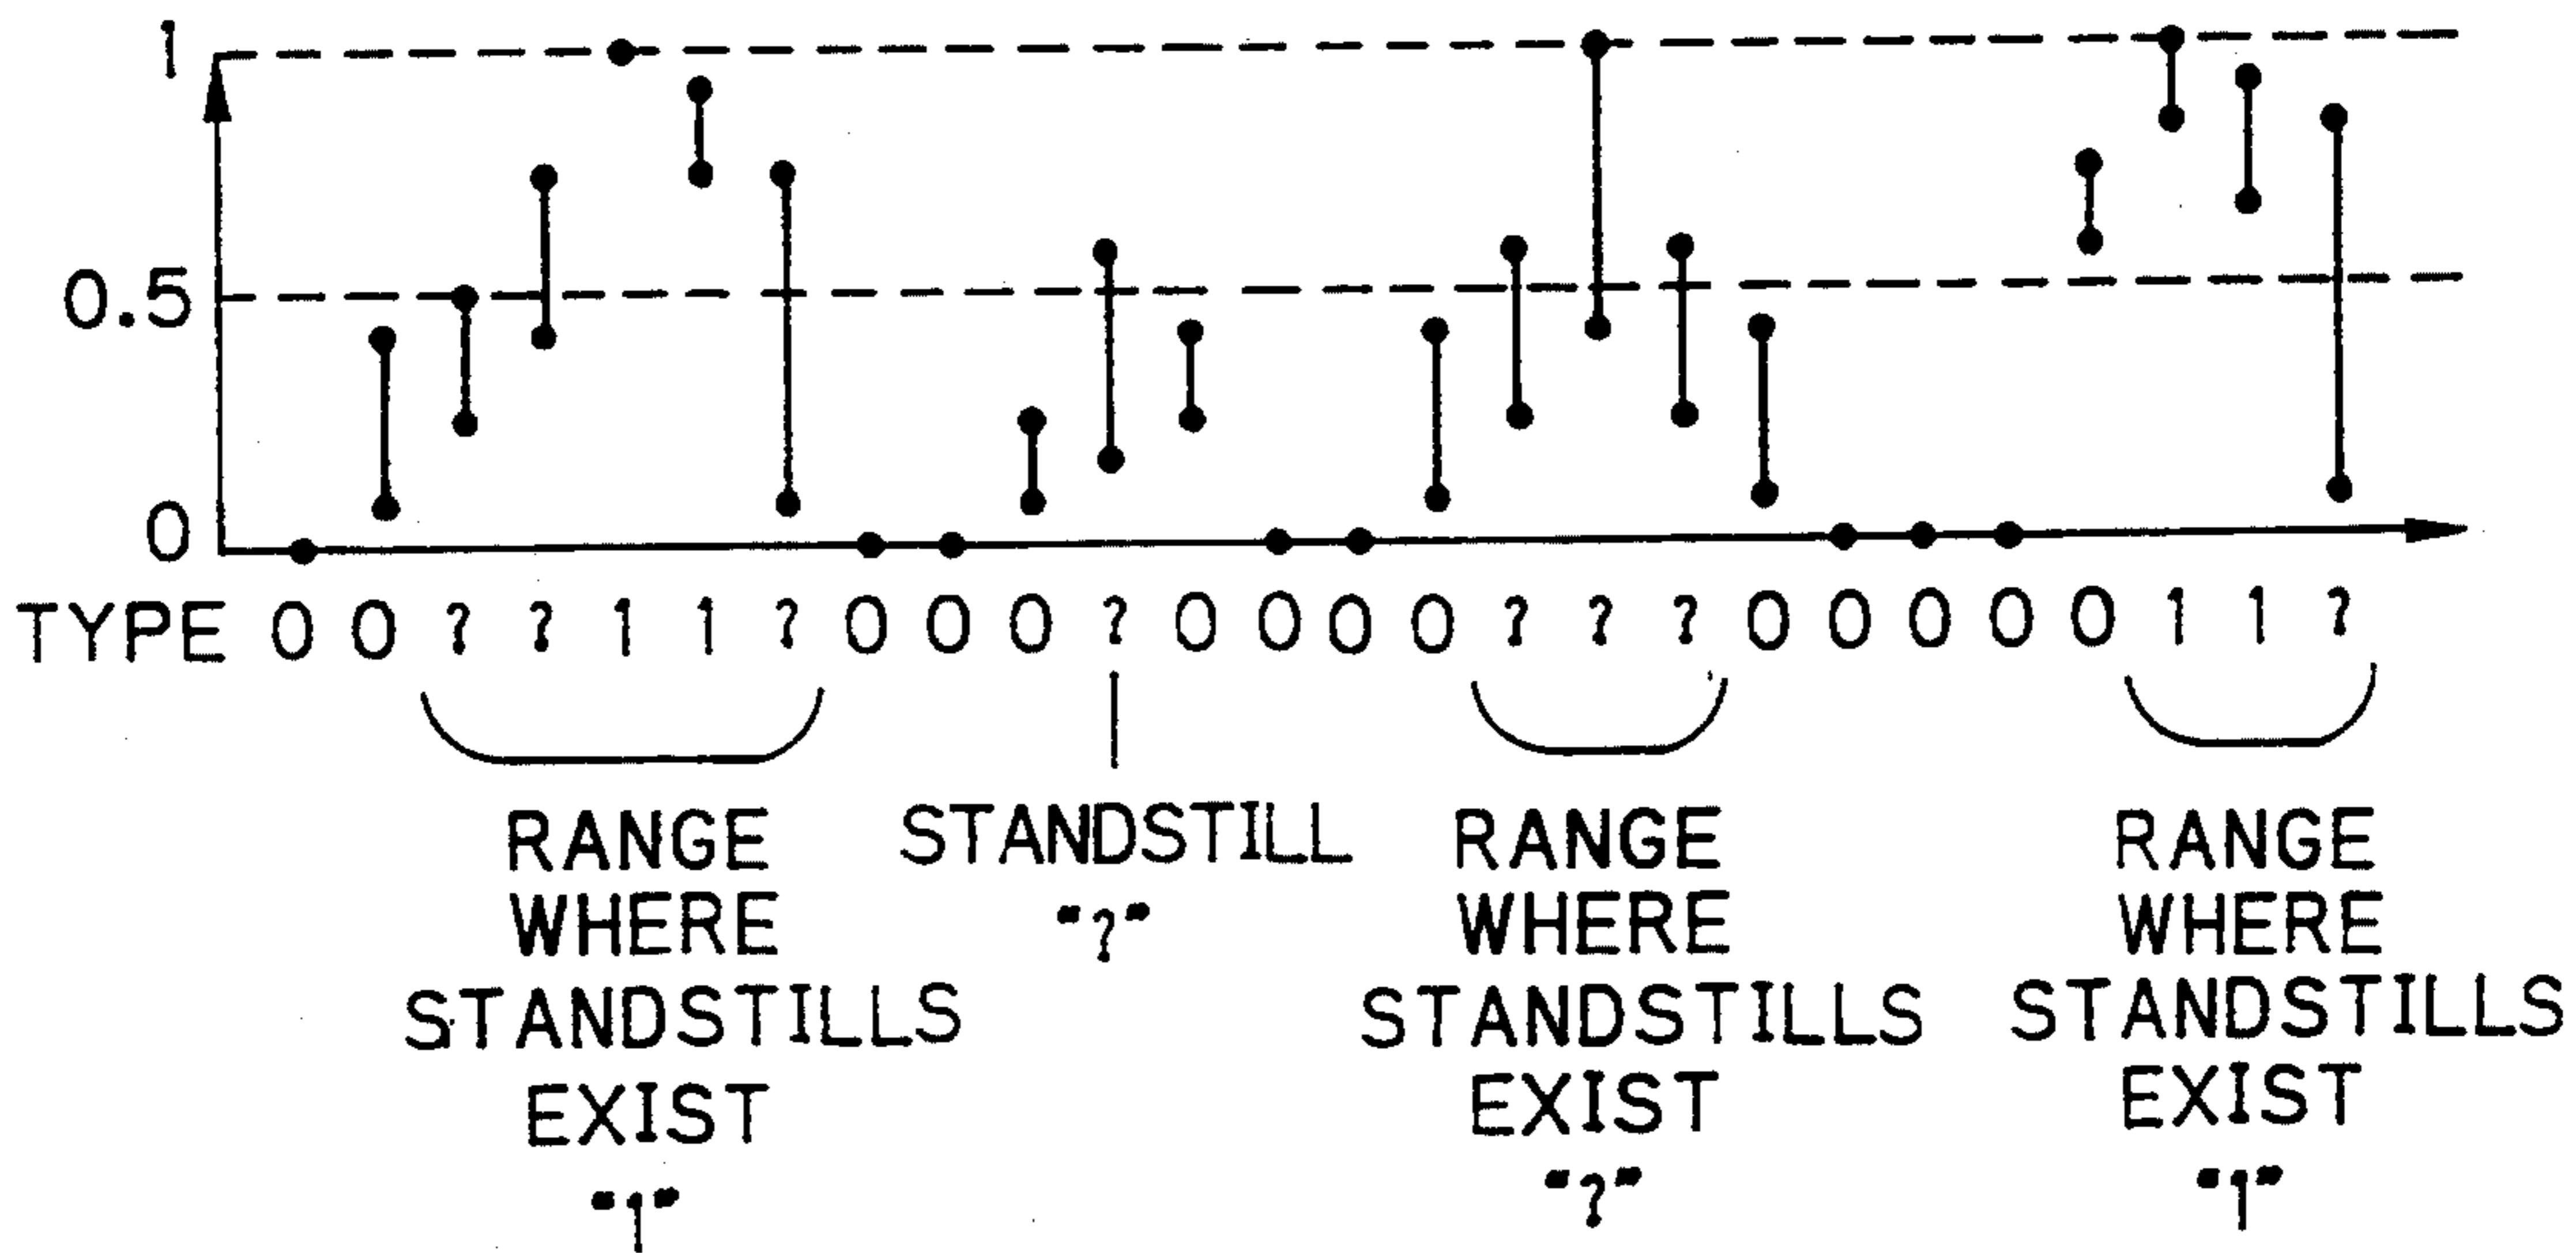 1
0.5
0
TYPE 0 0 ? ? 1 1 ? 0 0 0 ? 0 0 0 0 ? ? ? 0 0 0 0 0 1 1 ?
RANGE
WHERE
STANDSTILLS
EXIST
"1"
STANDSTILL
"?"
RANGE
WHERE
STANDSTILLS
EXIST
"?"
RANGE
WHERE
STANDSTILLS
EXIST
"1"